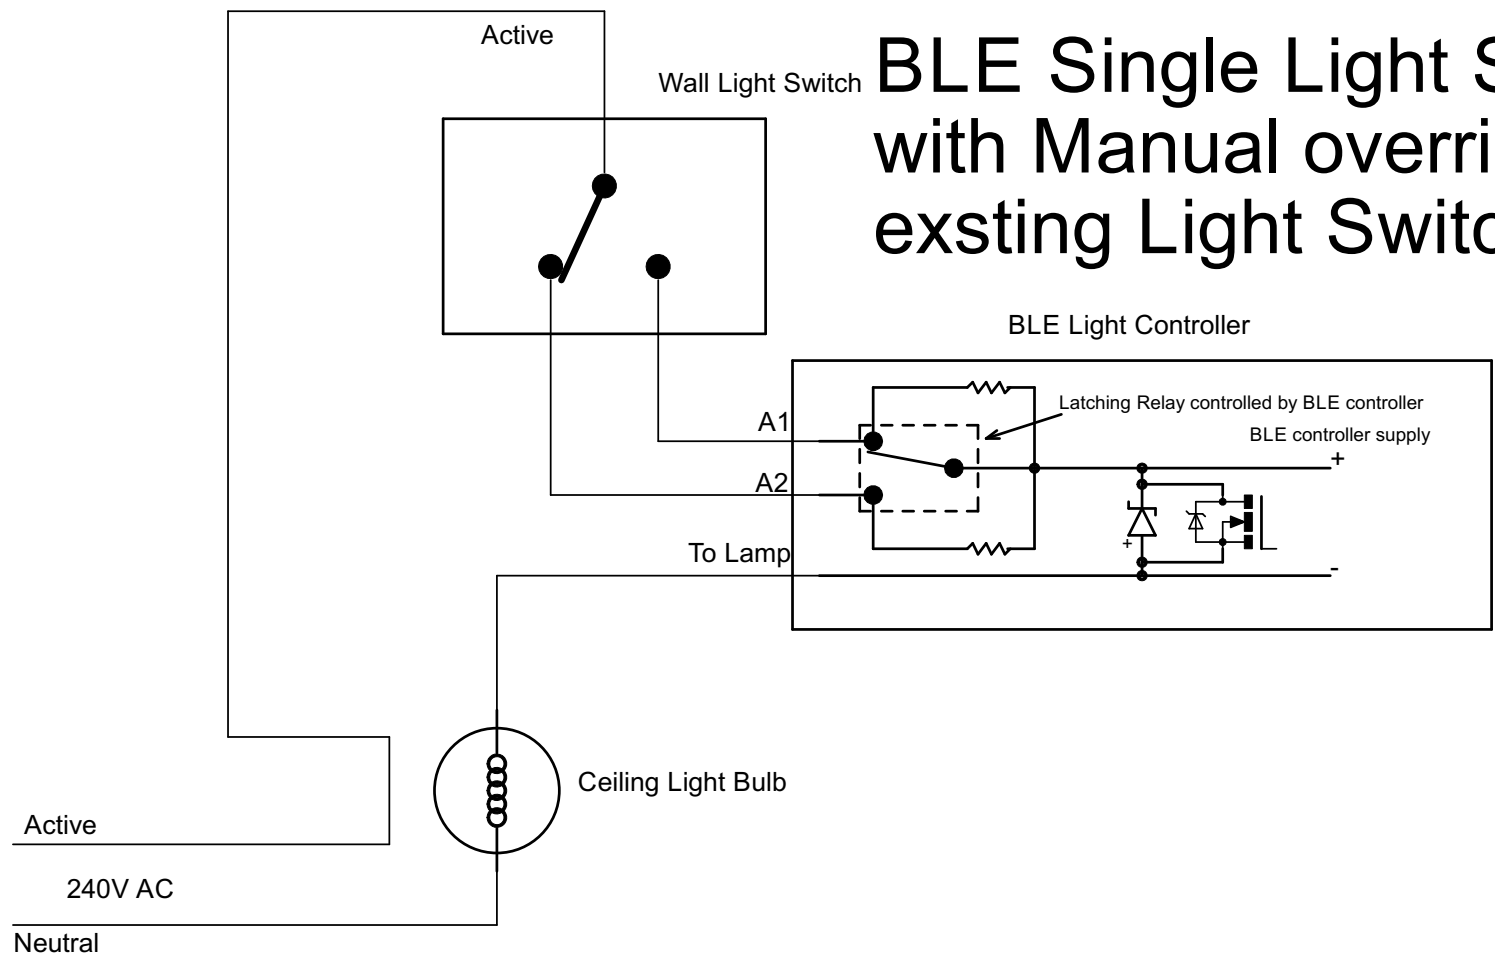 Active
Wall Light Switch
BLE Single Light S
with Manual overri
exsting Light Switc
BLE Light Controller
Latching Relay controlled by BLE controller
BLE controller supply
+
A1
A2
+
To Lamp
-
Ceiling Light Bulb
Active
240V AC
Neutral